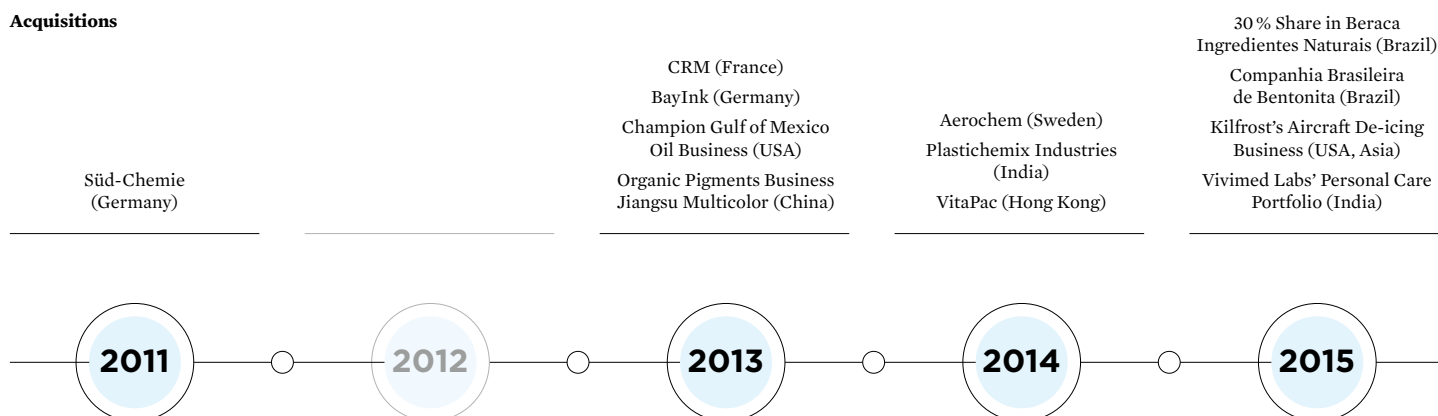 Acquisitions
Süd-Chemie
(Germany)
CRM (France)
BayInk (Germany)
Champion Gulf of Mexico
Oil Business (USA)
Organic Pigments Business
Jiangsu Multicolor (China)
Aerochem (Sweden)
Plastichemix Industries
(India)
VitaPac (Hong Kong)
30 % Share in Beraca
Ingredientes Naturais (Brazil)
Companhia Brasileira
de Bentonita (Brazil)
Kilfrost’s Aircraft De-icing
Business (USA, Asia)
Vivimed Labs’ Personal Care
Portfolio (India)
2011
2012
2013
2014
2015